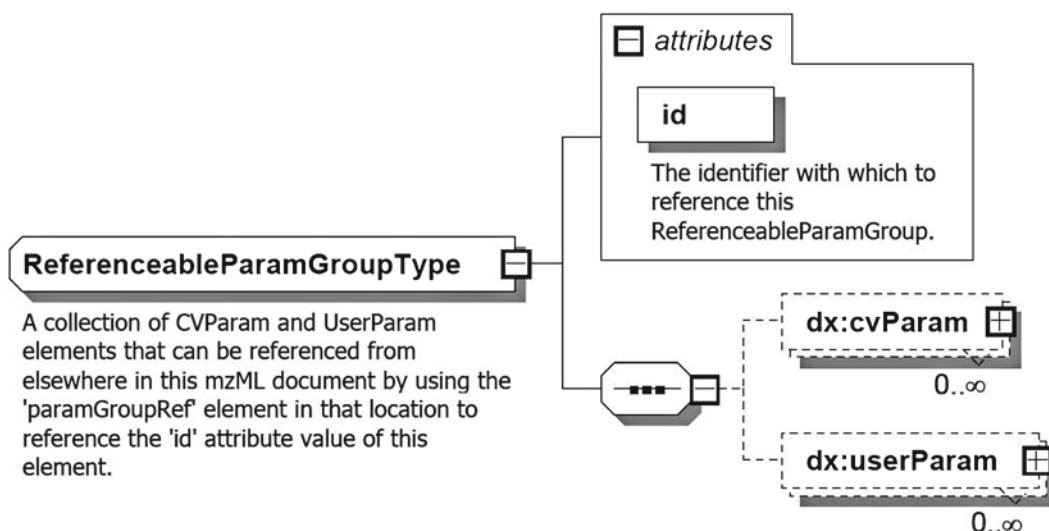 attributes
id
The identifier with which to
reference this
ReferenceableParamGroup.
ReferenceableParamGroupType
A collection of CVParam and UserParam
elements that can be referenced from
elsewhere in this mzML document by using the
'paramGroupRef' element in that location to
reference the 'id' attribute value of this
element.
dx:cvParam
0..∞
dx:userParam
0..∞